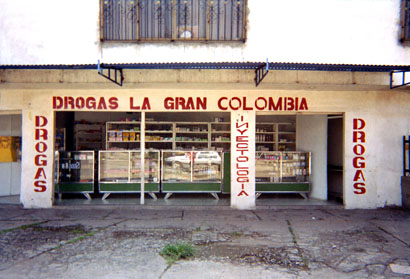 DROGAS LA GRAN COLOMBIA
DROGAS
INYECTOLOGIA
DROGAS